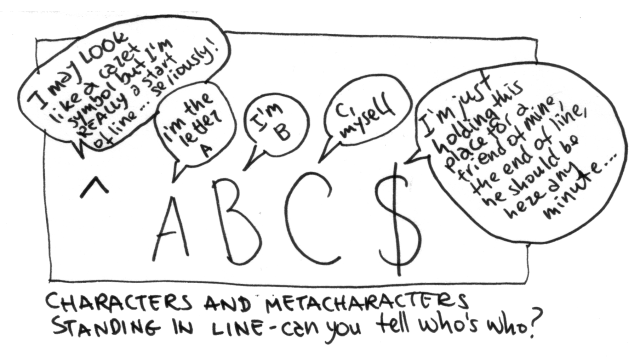 I may LOOK
like a caret
symbol but I'm
REALLY a start
of line... seriously!
i'm the
letter
A
I'm
B
C,
myself
I'm just
holding this
place for a
friend of mine,
the end of line,
he should be
here any
minute...
^ A B C $
CHARACTERS AND METACHARACTERS
STANDING IN LINE - can you tell who's who?